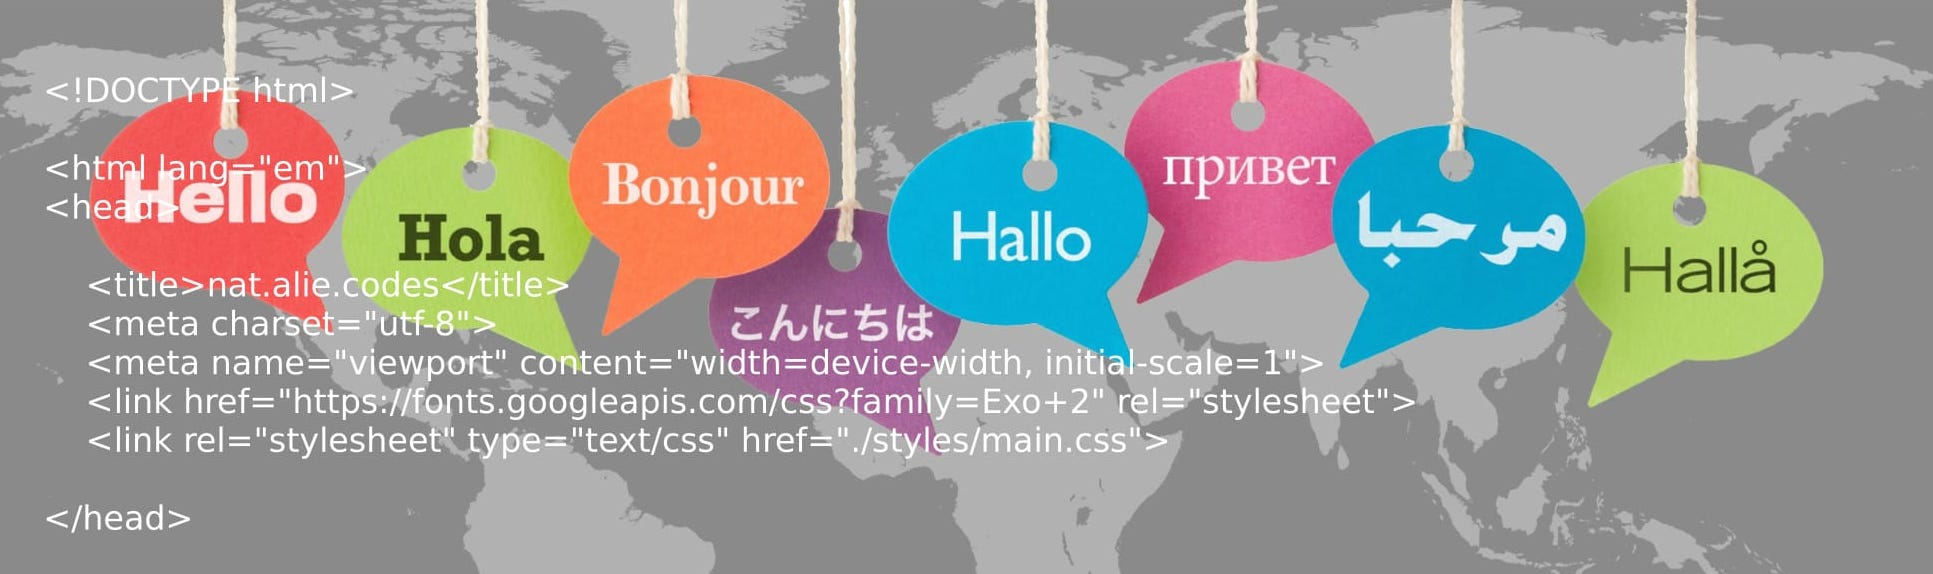 <!DOCTYPE html>
<html lang="em">
<head>
<title>nat.alie.codes</title>
<meta charset="utf-8">
<meta name="viewport" content="width=device-width, initial-scale=1">
<link href="https://fonts.googleapis.com/css?family=Exo+2" rel="stylesheet">
<link rel="stylesheet" type="text/css" href="./styles/main.css">
</head>
Hello
Hola
Bonjour
こんにちは
Hallo
привет
مرحبا
Hallå